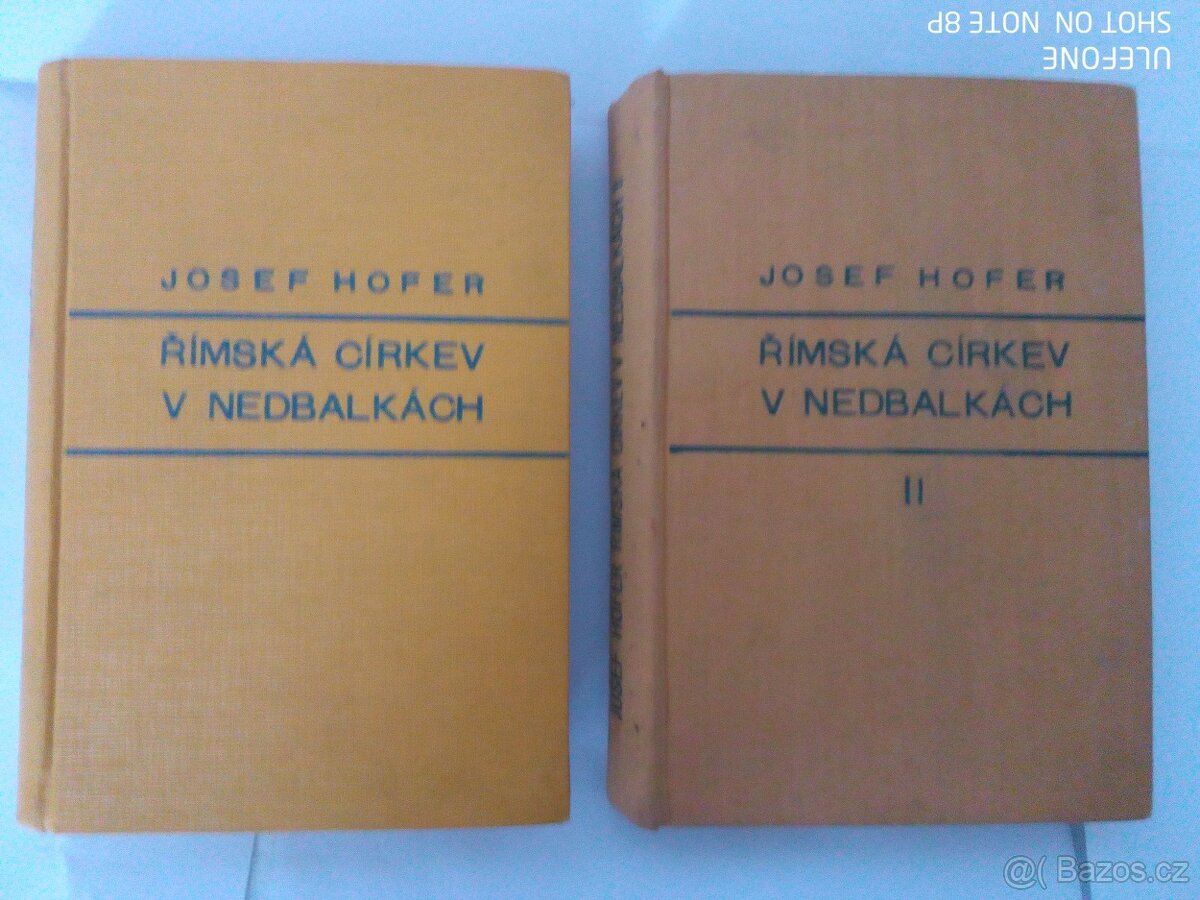 ULEFONE
SHOT ON NOTE 8P
JOSEF HOFER
ŘÍMSKÁ CÍRKEV
V NEDBALKÁCH
JOSEF HOFER ŘÍMSKÁ CÍRKEV V NEDBALKÁCH II
JOSEF HOFER
ŘÍMSKÁ CÍRKEV
V NEDBALKÁCH
II
@( Bazos.cz